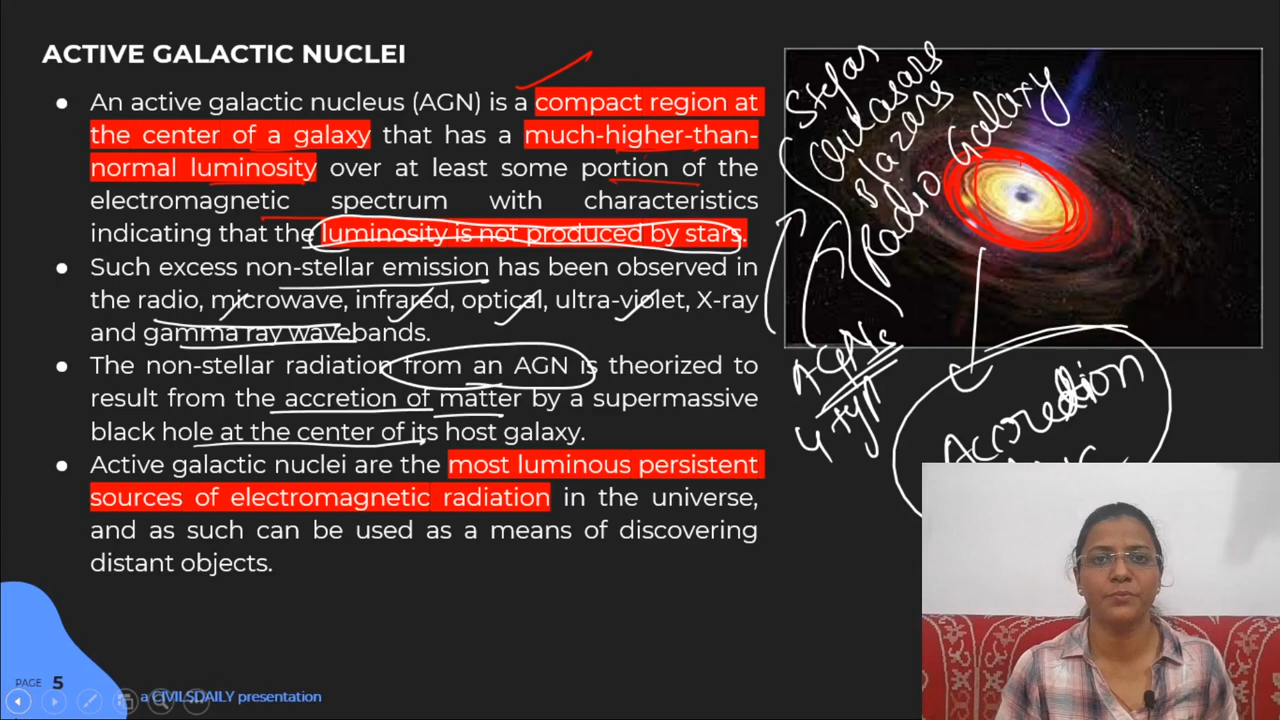 ACTIVE GALACTIC NUCLEI
● An active galactic nucleus (AGN) is a compact region at
the center of a galaxy that has a much-higher-than-
normal luminosity over at least some portion of the
electromagnetic spectrum with characteristics
indicating that the luminosity is not produced by stars.
● Such excess non-stellar emission has been observed in
the radio, microwave, infrared, optical, ultra-violet, X-ray
and gamma ray wavebands.
● The non-stellar radiation from an AGN is theorized to
result from the accretion of matter by a supermassive
black hole at the center of its host galaxy.
● Active galactic nuclei are the most luminous persistent
sources of electromagnetic radiation in the universe,
and as such can be used as a means of discovering
distant objects.
Radio Galaxy
AGNs
4 typ
PAGE 5
a CIVILSDAILY presentation